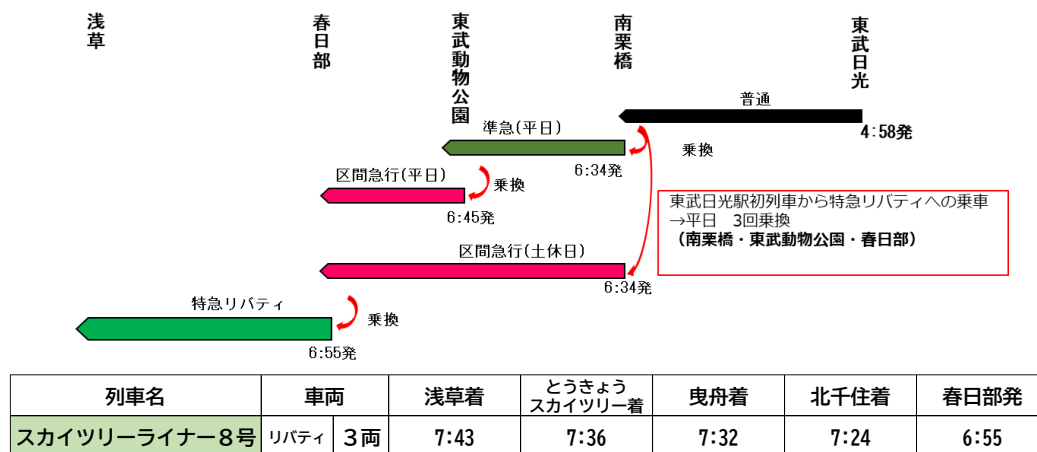 浅草
春日部
東武動物公園
南栗橋
東武日光
普通
4:58発
準急(平日)
乗換
6:34発
区間急行(平日)
乗換
6:45発
東武日光駅初列車から特急リバティへの乗車
→平日　3回乗換
（南栗橋・東武動物公園・春日部）
区間急行(土休日)
6:34発
特急リバティ
乗換
6:55発
列車名 車両 浅草着 とうきょうスカイツリー着 曳舟着 北千住着 春日部発
スカイツリーライナー８号 リバティ ３両 7:43 7:36 7:32 7:24 6:55